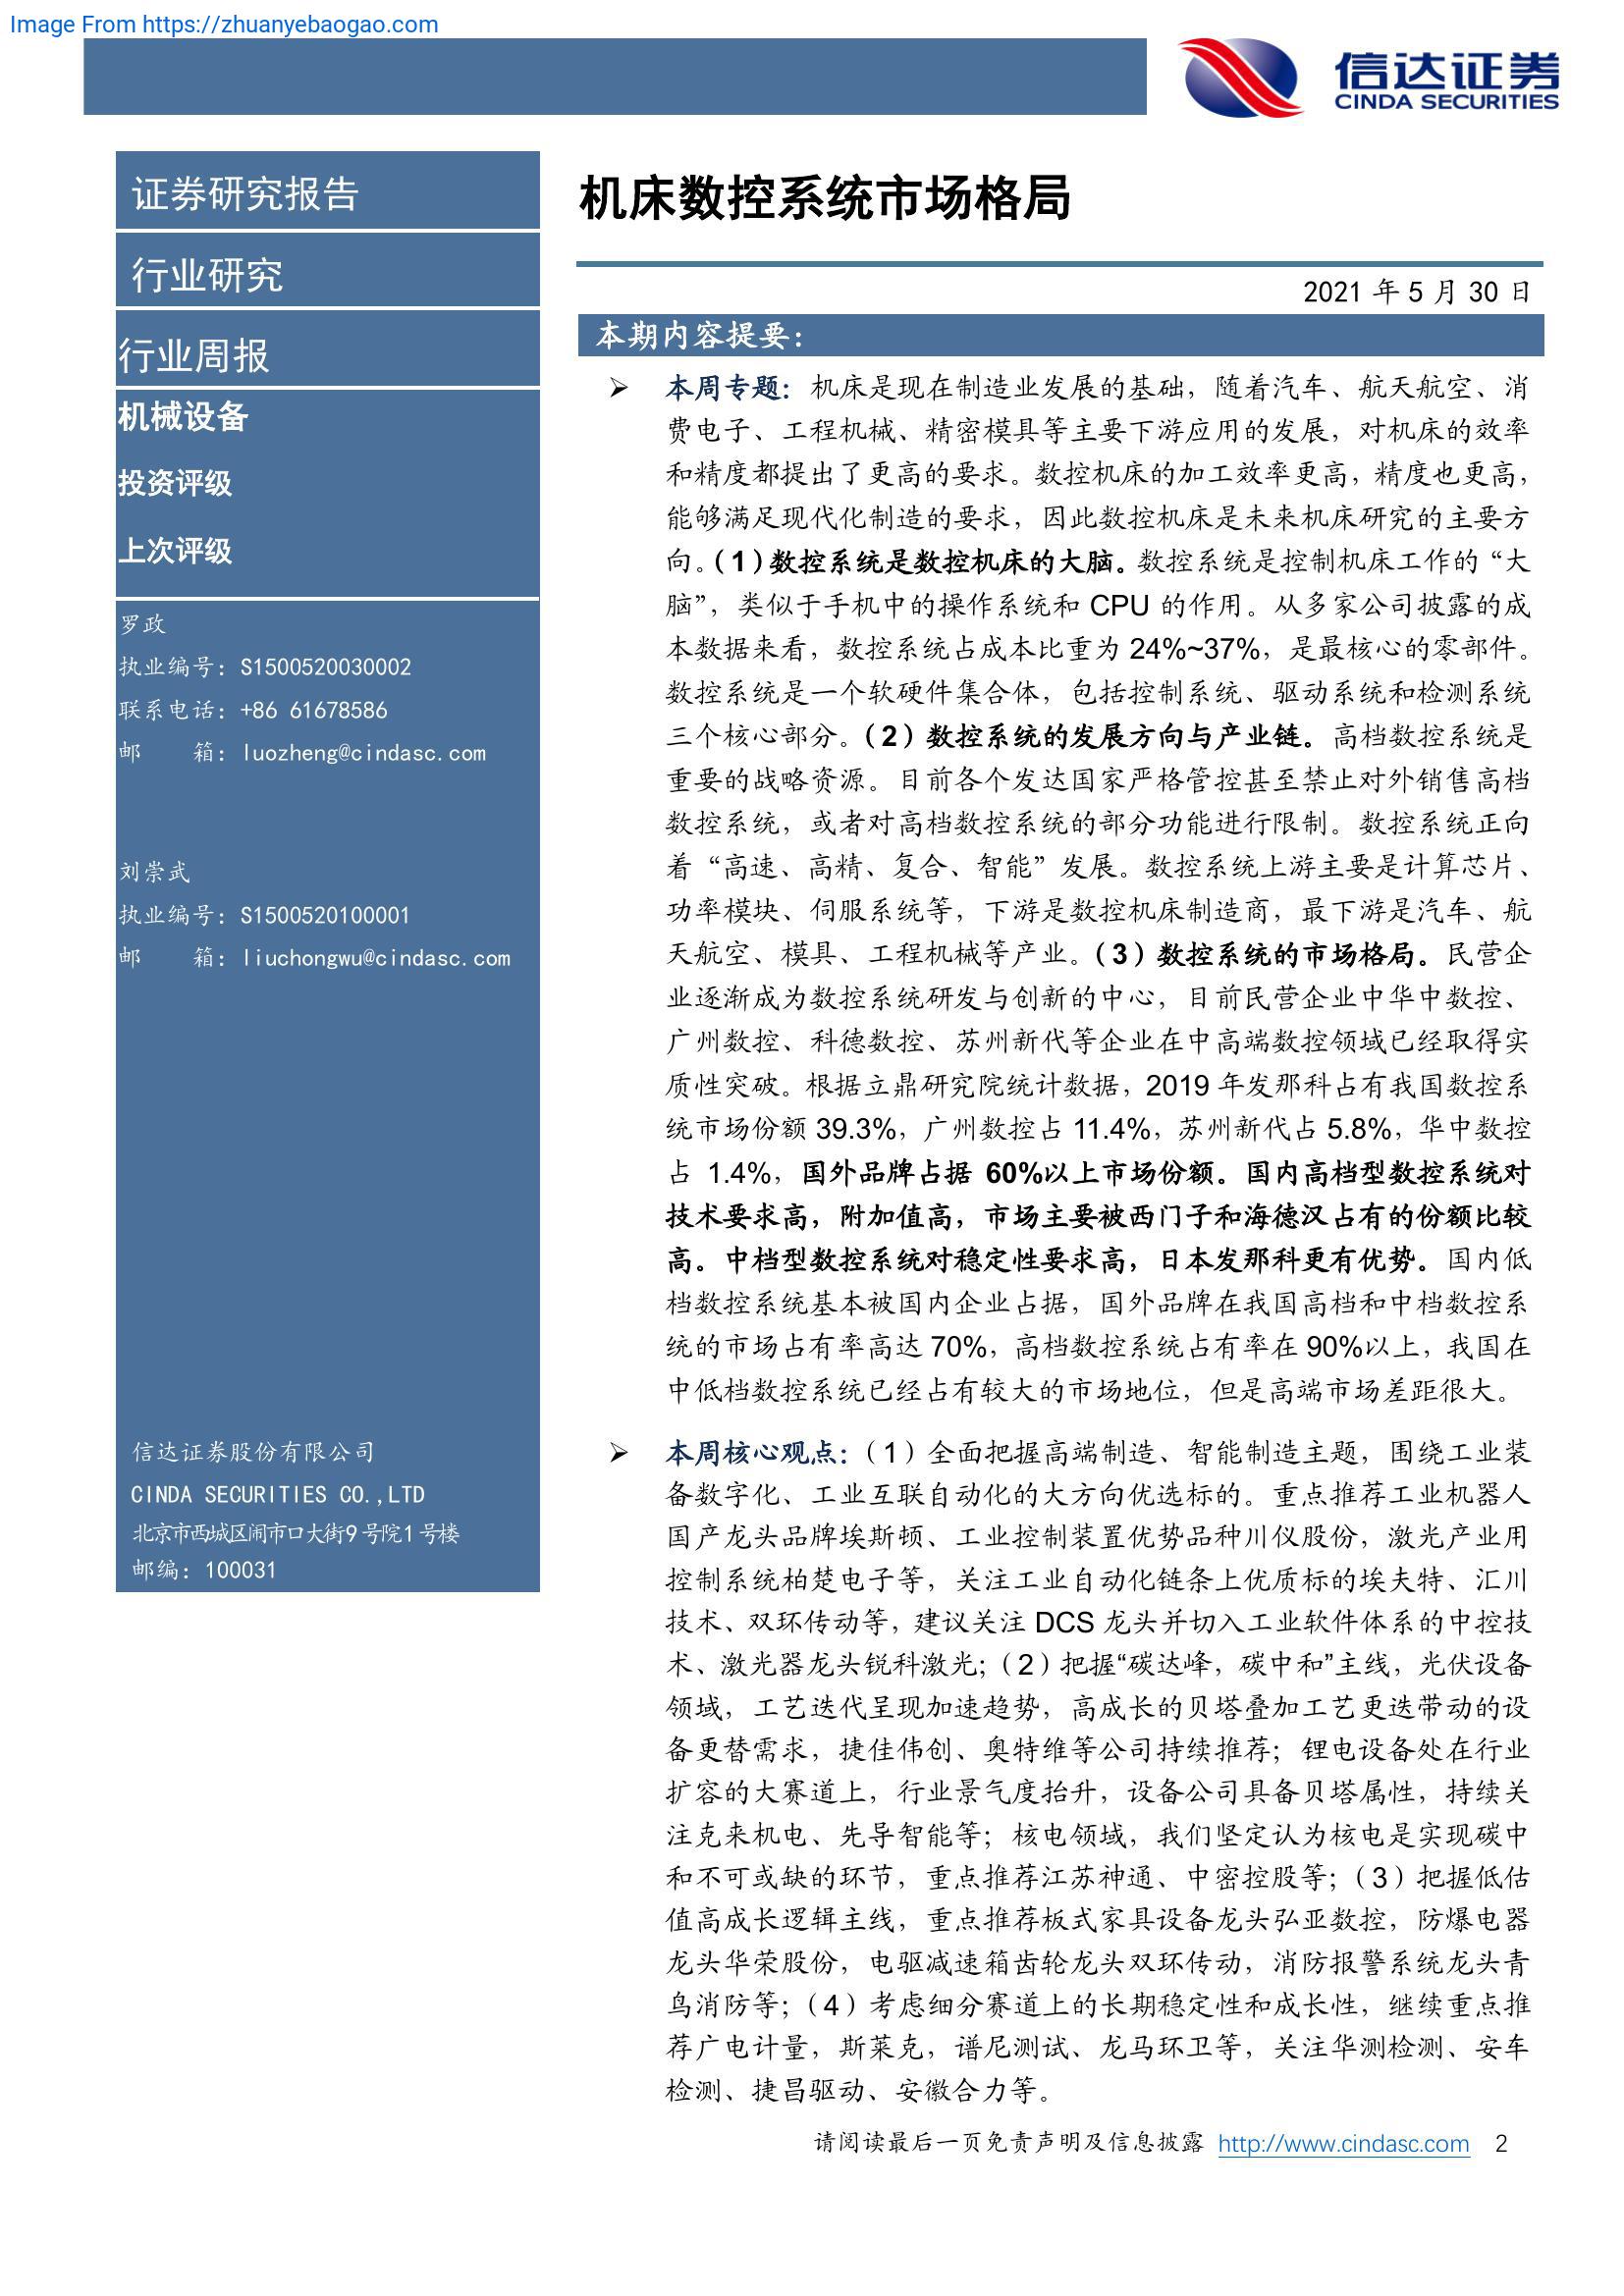 Image From https://zhuanyebaogao.com
信达证券
CINDA SECURITIES
证券研究报告
行业研究
行业周报
机械设备
投资评级
上次评级
罗政
执业编号：S1500520030002
联系电话：+86 61678586
邮 箱：luozheng@cindasc.com
刘崇武
执业编号：S1500520100001
邮 箱：liuchongwu@cindasc.com
信达证券股份有限公司
CINDA SECURITIES CO.,LTD
北京市西城区闹市口大街9号院1号楼
邮编：100031
机床数控系统市场格局
2021 年 5 月 30 日
本期内容提要：
➢ 本周专题：机床是现在制造业发展的基础，随着汽车、航天航空、消
费电子、工程机械、精密模具等主要下游应用的发展，对机床的效率
和精度都提出了更高的要求。数控机床的加工效率更高，精度也更高，
能够满足现代化制造的要求，因此数控机床是未来机床研究的主要方
向。（1）数控系统是数控机床的大脑。数控系统是控制机床工作的“大
脑”，类似于手机中的操作系统和 CPU 的作用。从多家公司披露的成
本数据来看，数控系统占成本比重为 24%~37%，是最核心的零部件。
数控系统是一个软硬件集合体，包括控制系统、驱动系统和检测系统
三个核心部分。（2）数控系统的发展方向与产业链。高档数控系统是
重要的战略资源。目前各个发达国家严格管控甚至禁止对外销售高档
数控系统，或者对高档数控系统的部分功能进行限制。数控系统正向
着“高速、高精、复合、智能”发展。数控系统上游主要是计算芯片、
功率模块、伺服系统等，下游是数控机床制造商，最下游是汽车、航
天航空、模具、工程机械等产业。（3）数控系统的市场格局。民营企
业逐渐成为数控系统研发与创新的中心，目前民营企业中华中数控、
广州数控、科德数控、苏州新代等企业在中高端数控领域已经取得实
质性突破。根据立鼎研究院统计数据，2019 年发那科占有我国数控系
统市场份额 39.3%，广州数控占 11.4%，苏州新代占 5.8%，华中数控
占 1.4%，国外品牌占据 60%以上市场份额。国内高档型数控系统对
技术要求高，附加值高，市场主要被西门子和海德汉占有的份额比较
高。中档型数控系统对稳定性要求高，日本发那科更有优势。国内低
档数控系统基本被国内企业占据，国外品牌在我国高档和中档数控系
统的市场占有率高达 70%，高档数控系统占有率在 90%以上，我国在
中低档数控系统已经占有较大的市场地位，但是高端市场差距很大。
➢ 本周核心观点：（1）全面把握高端制造、智能制造主题，围绕工业装
备数字化、工业互联自动化的大方向优选标的。重点推荐工业机器人
国产龙头品牌埃斯顿、工业控制装置优势品种川仪股份，激光产业用
控制系统柏楚电子等，关注工业自动化链条上优质标的埃夫特、汇川
技术、双环传动等，建议关注 DCS 龙头并切入工业软件体系的中控技
术、激光器龙头锐科激光；（2）把握“碳达峰，碳中和”主线，光伏设备
领域，工艺迭代呈现加速趋势，高成长的贝塔叠加工艺更迭带动的设
备更替需求，捷佳伟创、奥特维等公司持续推荐；锂电设备处在行业
扩容的大赛道上，行业景气度抬升，设备公司具备贝塔属性，持续关
注克来机电、先导智能等；核电领域，我们坚定认为核电是实现碳中
和不可或缺的环节，重点推荐江苏神通、中密控股等；（3）把握低估
值高成长逻辑主线，重点推荐板式家具设备龙头弘亚数控，防爆电器
龙头华荣股份，电驱减速箱齿轮龙头双环传动，消防报警系统龙头青
鸟消防等；（4）考虑细分赛道上的长期稳定性和成长性，继续重点推
荐广电计量，斯莱克，谱尼测试、龙马环卫等，关注华测检测、安车
检测、捷昌驱动、安徽合力等。
请阅读最后一页免责声明及信息披露 http://www.cindasc.com 2